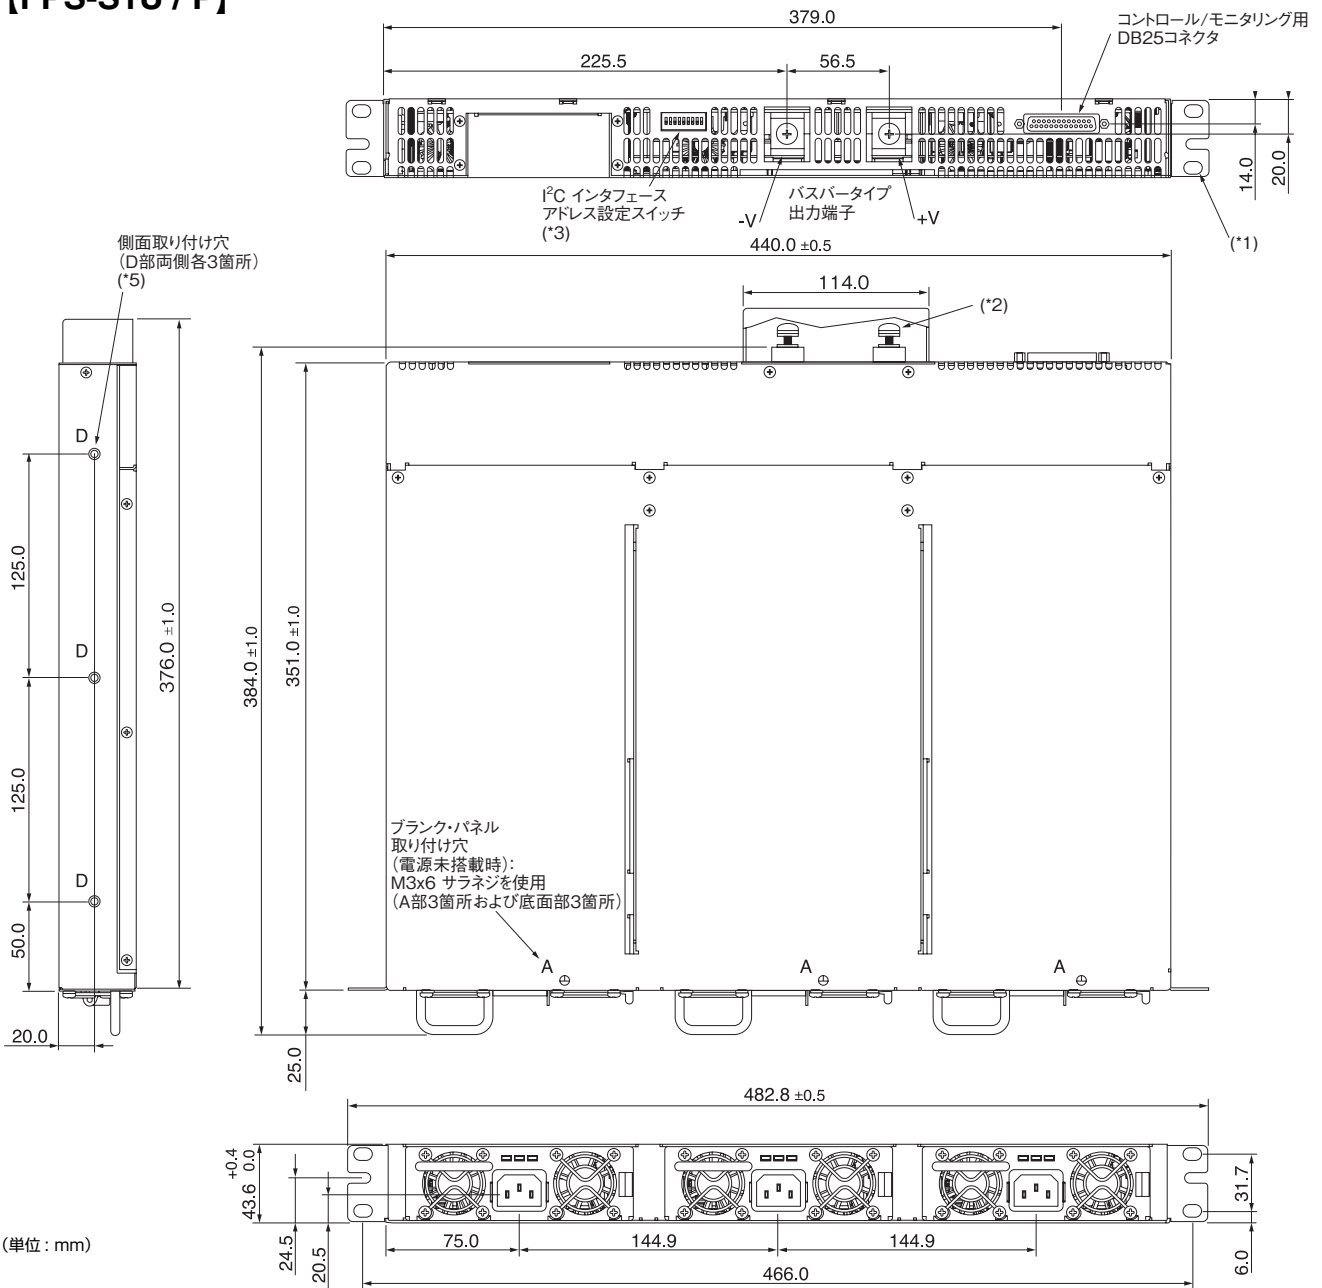 379.0
コントロール/モニタリング用
DB25コネクタ
225.5
56.5
14.0
20.0
I²C インタフェース
アドレス設定スイッチ
(*3)
-V
バスバータイプ
出力端子
+V
(*1)
側面取り付け穴
(D部両側各3箇所)
(*5)
440.0 ±0.5
114.0
(*2)
D
D
D
125.0
125.0
50.0
20.0
376.0 ±1.0
384.0 ±1.0
351.0 ±1.0
ブランク・パネル
取り付け穴
(電源未搭載時):
M3x6 サラネジを使用
(A部3箇所および底面部3箇所)
A
A
A
25.0
482.8 ±0.5
+0.4
43.6 0.0
24.5
20.5
31.7
6.0
75.0
144.9
144.9
466.0
(単位 : mm)